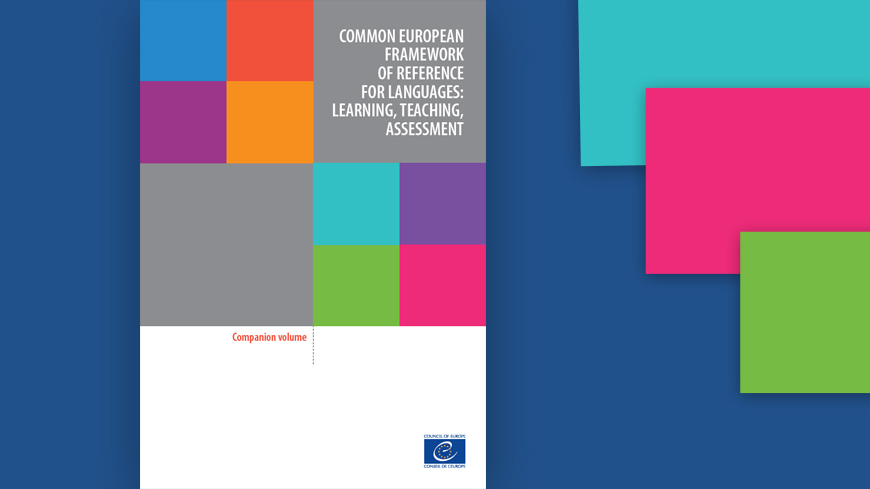 COMMON EUROPEAN
FRAMEWORK
OF REFERENCE
FOR LANGUAGES:
LEARNING, TEACHING,
ASSESSMENT
Companion volume
COUNCIL OF EUROPE
CONSEIL DE L'EUROPE